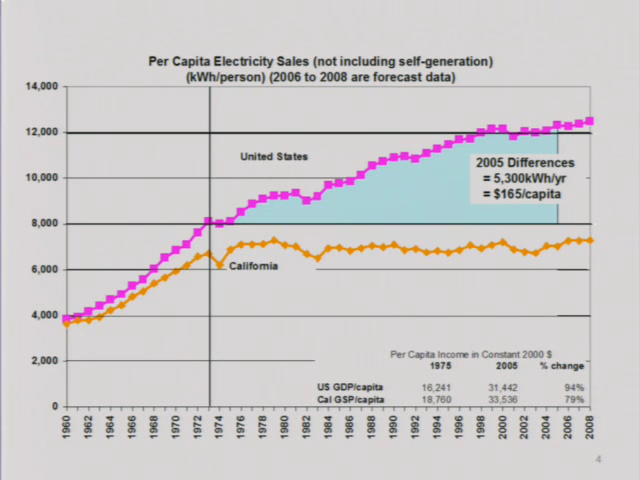 Per Capita Electricity Sales (not including self-generation)
(kWh/person) (2006 to 2008 are forecast data)
14,000
12,000
10,000
8,000
6,000
4,000
2,000
0
United States
2005 Differences
= 5,300kWh/yr
= $165/capita
California
Per Capita Income in Constant 2000 $
1975 2005 % change
US GDP/capita 16,241 31,442 94%
Cal GSP/capita 18,760 33,536 79%
1960 1962 1964 1966 1968 1970 1972 1974 1976 1978 1980 1982 1984 1986 1988 1990 1992 1994 1996 1998 2000 2002 2004 2006 2008
4